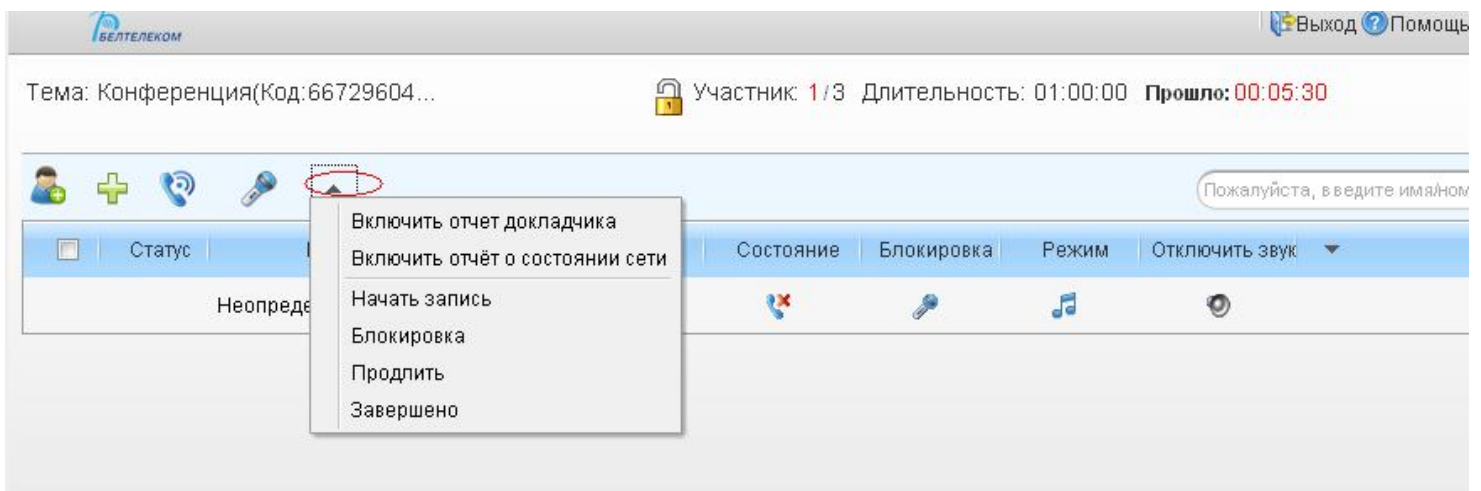 БЕЛТЕЛЕКОМ
Выход Помощь
Тема: Конференция(Код:66729604...
Участник: 1/3 Длительность: 01:00:00 Прошло: 00:05:30
Пожалуйста, введите имя/ном
Включить отчет докладчика
Включить отчёт о состоянии сети
Начать запись
Блокировка
Продлить
Завершено
Статус Состояние Блокировка Режим Отключить звук
Неопреде